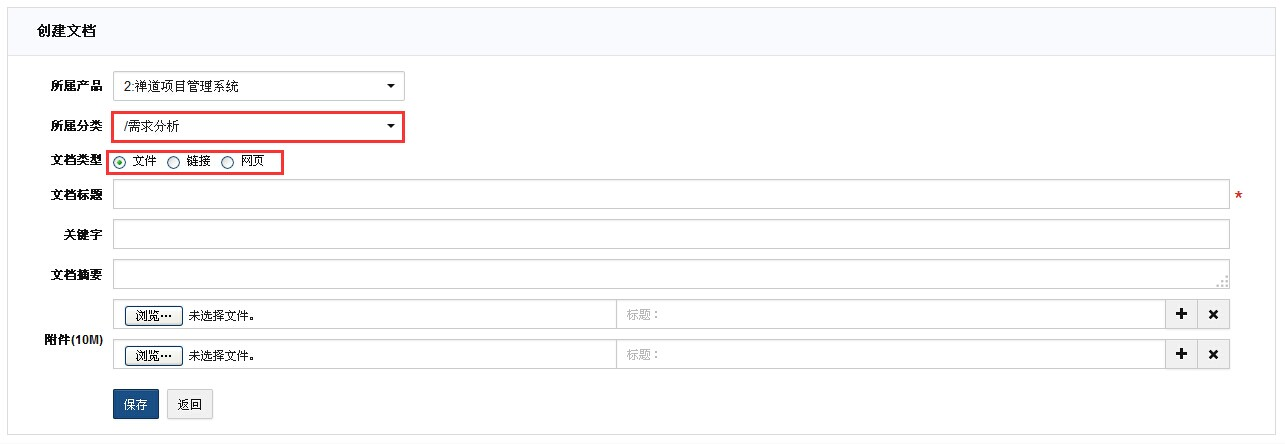 创建文档
所属产品 2:禅道项目管理系统
所属分类 /需求分析
文档类型 文件 链接 网页
文档标题 *
关键字
文档摘要
附件(10M)
浏览… 未选择文件。 标题：
浏览… 未选择文件。 标题：
保存 返回